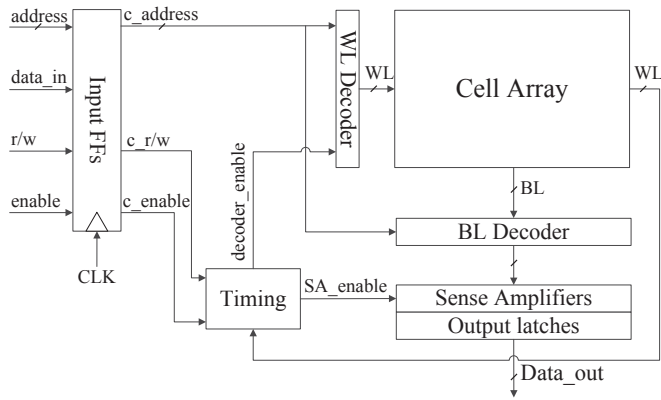 address
c_address
data_in
r/w
enable
Input FFs
CLK
c_r/w
c_enable
decoder_enable
WL Decoder
WL
Cell Array
WL
BL
BL Decoder
Timing
SA_enable
Sense Amplifiers
Output latches
Data_out